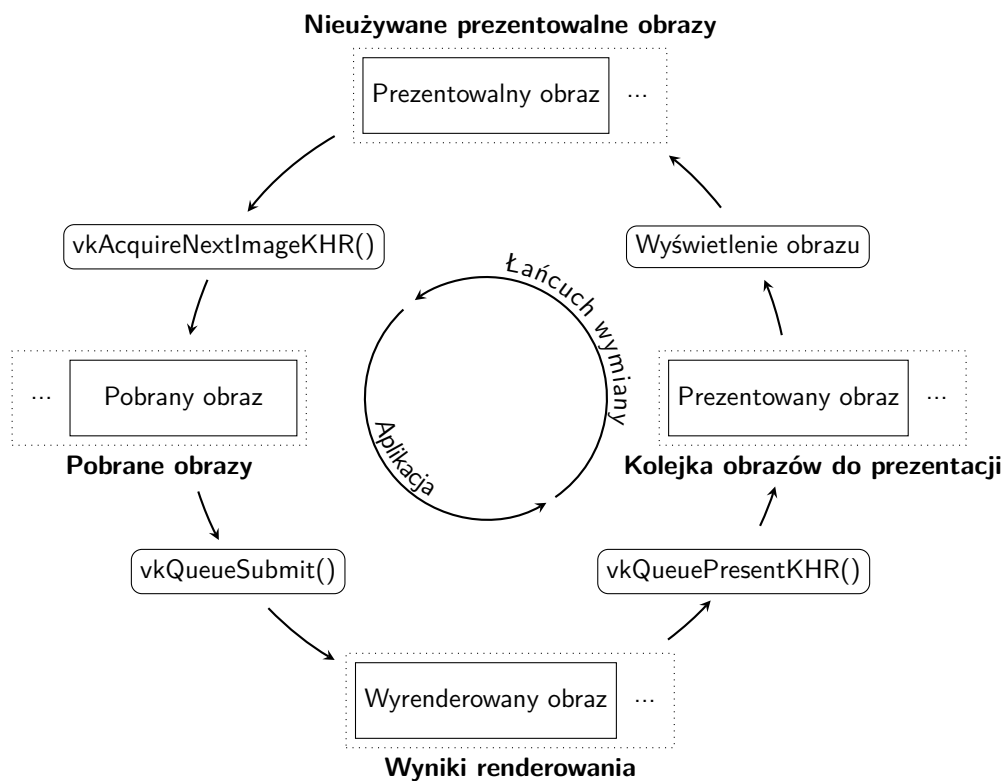 Nieużywane prezentowalne obrazy
Prezentowalny obraz ...
vkAcquireNextImageKHR()
Wyświetlenie obrazu
Łańcuch wymiany
... Pobrany obraz
Prezentowany obraz ...
Pobrane obrazy
Kolejka obrazów do prezentacji
Aplikacja
vkQueueSubmit()
vkQueuePresentKHR()
Wyrenderowany obraz ...
Wyniki renderowania